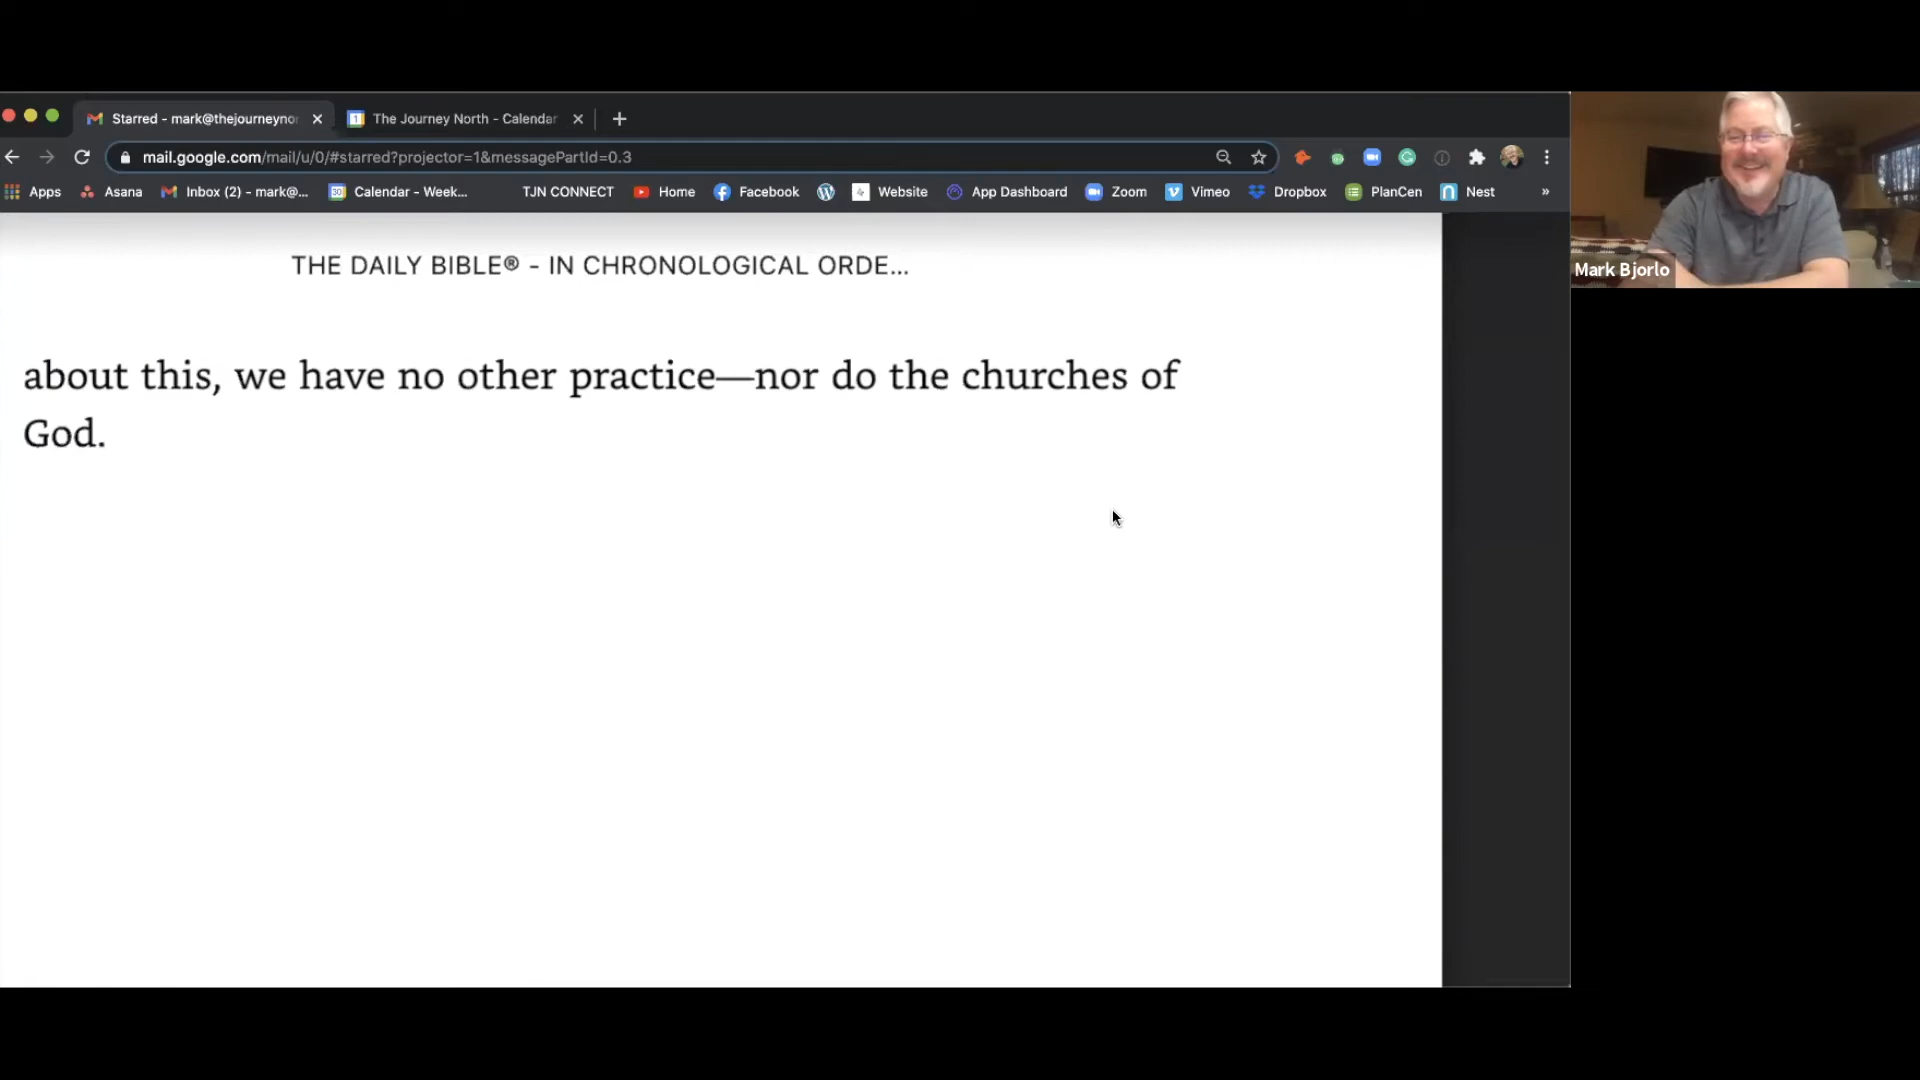 Starred - mark@thejourneynor
The Journey North - Calendar
mail.google.com/mail/u/0/#starred?projector=1&messagePartId=0.3
Apps
Asana
Inbox (2) - mark@...
Calendar - Week...
TJN CONNECT
Home
Facebook
Website
App Dashboard
Zoom
Vimeo
Dropbox
PlanCen
Nest
»
Mark Bjorlo
THE DAILY BIBLE® - IN CHRONOLOGICAL ORDE...
about this, we have no other practice—nor do the churches of
God.